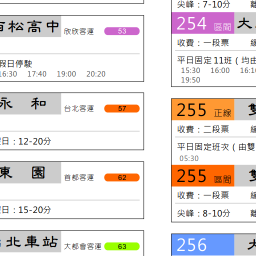 松高中 欣欣客運 53
假日停駛
16:30 17:40 19:00 20:20
永 和 台北客運 57
日：12-20分
東 園 首都客運 62
日：15-20分
北車站 大都會客運 63
尖峰：7-10分
254 區間
收費：一段票
平日固定11班（均由
15:30 16:00 16:1
19:50
255 正線 雙
收費：二段票
平日固定班次（由雙
05:30
255 區間 雙
收費：一段票
尖峰：8-10分
256